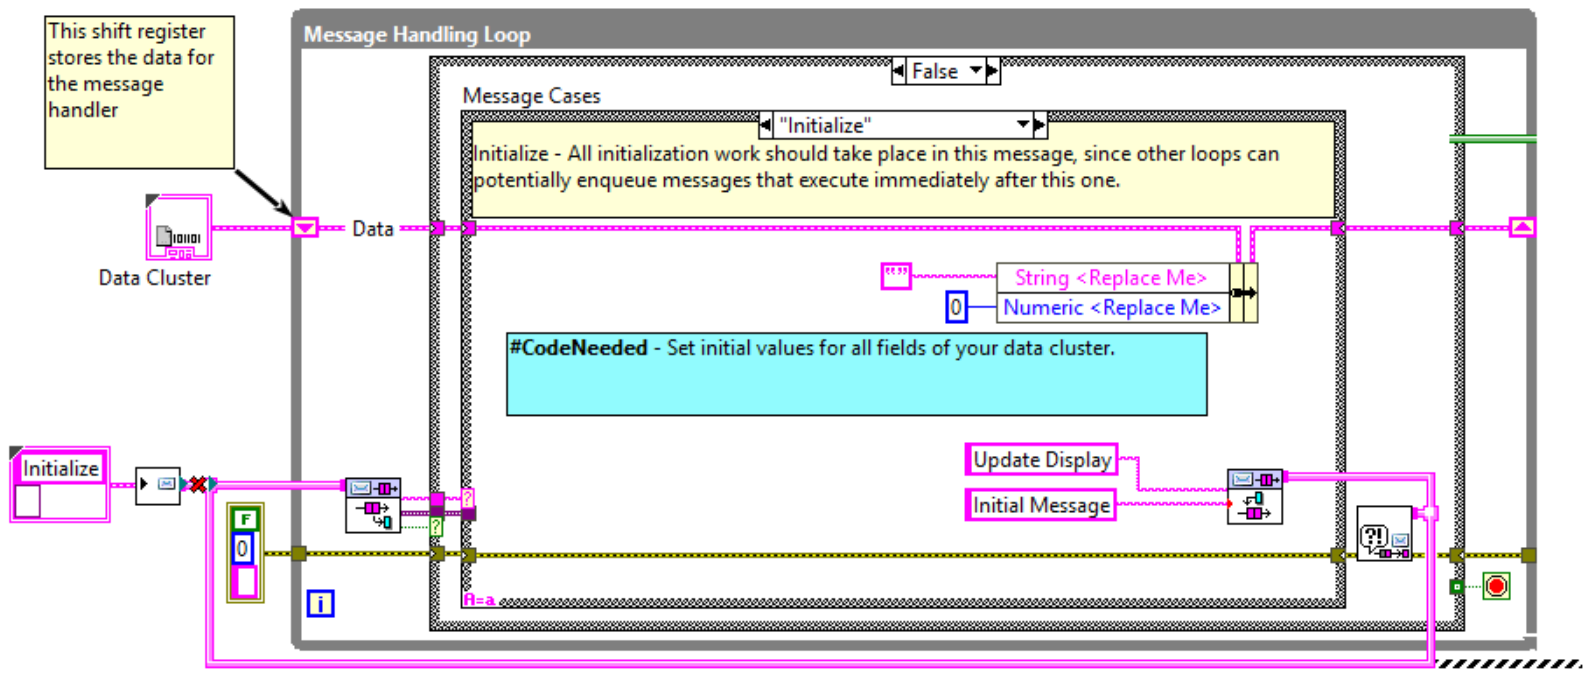 This shift register
stores the data for
the message
handler
Message Handling Loop
False
Message Cases
"Initialize"
Initialize - All initialization work should take place in this message, since other loops can
potentially enqueue messages that execute immediately after this one.
Data
Data Cluster
""
String <Replace Me>
0
Numeric <Replace Me>
#CodeNeeded - Set initial values for all fields of your data cluster.
Initialize
Update Display
Initial Message
?
?
F
0
?!
i
A=a